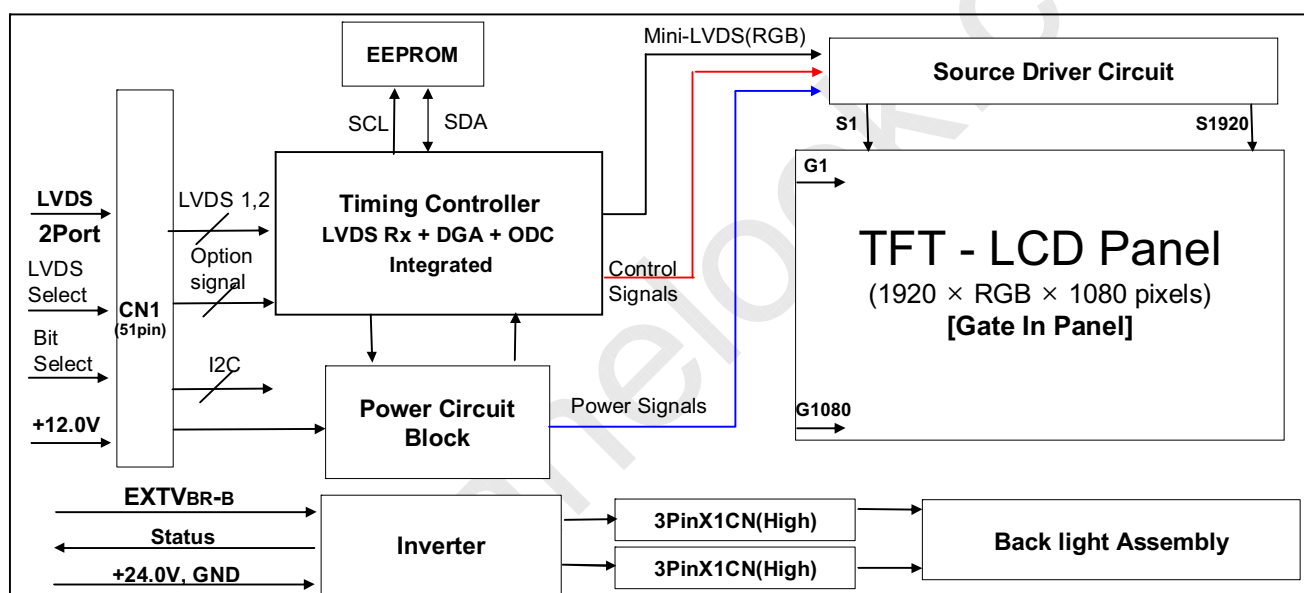 EEPROM
Mini-LVDS(RGB)
Source Driver Circuit
SCL
SDA
S1
S1920
CN1
(51pin)
LVDS
2Port
LVDS
Select
Bit
Select
+12.0V
LVDS 1,2
Option
signal
I2C
Timing Controller
LVDS Rx + DGA + ODC
Integrated
Control
Signals
Power Circuit
Block
Power Signals
G1
TFT - LCD Panel
(1920 × RGB × 1080 pixels)
[Gate In Panel]
G1080
EXTVBR-B
Status
+24.0V, GND
Inverter
3PinX1CN(High)
3PinX1CN(High)
Back light Assembly